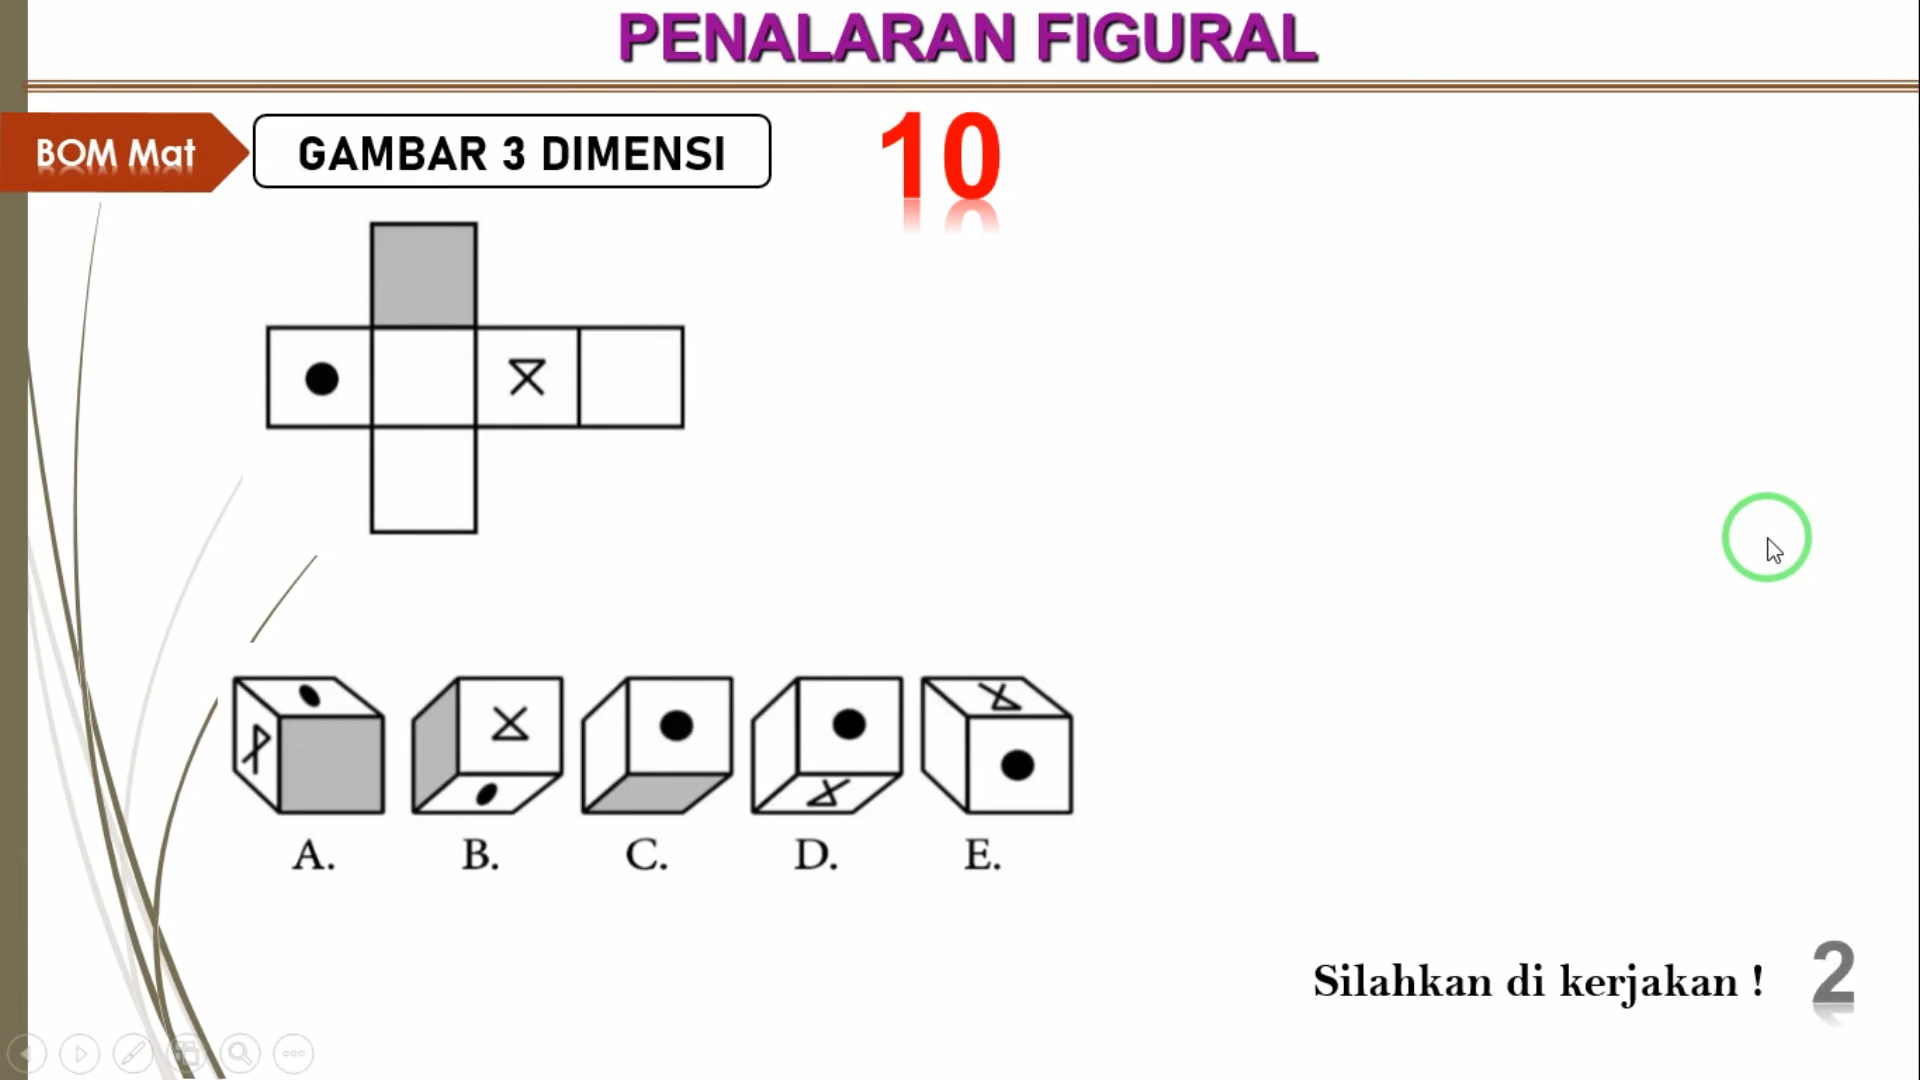 PENALARAN FIGURAL
BOM Mat
GAMBAR 3 DIMENSI
10
A. B. C. D. E.
Silahkan di kerjakan ! 2